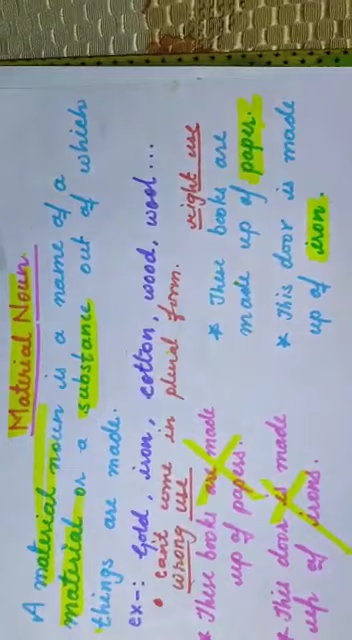 Material Noun
A material noun is a name of a
material or a substance out of which
things are made.
ex-: Gold, iron, cotton, wood, wool...
• can't come in plural form.
wrong use
* These books are made
up of papers.
* This door is made
up of irons.
right use
* These books are
made up of paper.
* This door is made
up of iron.